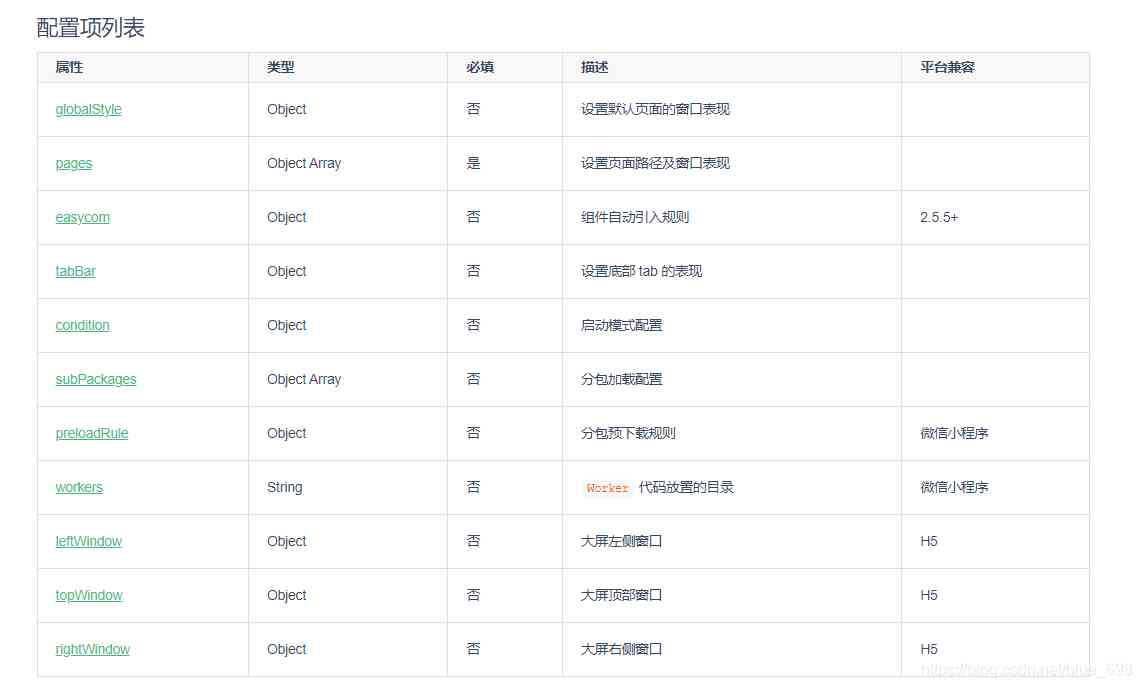 配置项列表
属性 类型 必填 描述 平台兼容
globalStyle Object 否 设置默认页面的窗口表现
pages Object Array 是 设置页面路径及窗口表现
easycom Object 否 组件自动引入规则 2.5.5+
tabBar Object 否 设置底部 tab 的表现
condition Object 否 启动模式配置
subPackages Object Array 否 分包加载配置
preloadRule Object 否 分包预下载规则 微信小程序
workers String 否 Worker 代码放置的目录 微信小程序
leftWindow Object 否 大屏左侧窗口 H5
topWindow Object 否 大屏顶部窗口 H5
rightWindow Object 否 大屏右侧窗口 H5
https://blog.csdn.net/blue_698